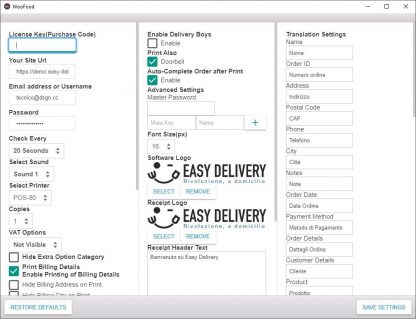 WooFeed
License Key(Purchase Code)
Your Site Url
https://demo.easy-del
Email address or Username
tecnico@dsgn.cc
Password
Check Every
20 Seconds
Select Sound
Sound 1
Select Printer
POS-80
Copies
1
VAT Options
Not Visible
Hide Extra Option Category
Print Billing Details
Enable Printing of Billing Details
Hide Billing Address on Print
Hide Billing City on Print
Enable Delivery Boys
Enable
Print Also
Doorbell
Auto-Complete Order after Print
Enable
Advanced Settings
Master Password
Meta Key
Name
+
Font Size(px)
16
Software Logo
EASY DELIVERY
Rivoluzione, a domicilio
SELECT
REMOVE
Receipt Logo
EASY DELIVERY
Rivoluzione, a domicilio
SELECT
REMOVE
Receipt Header Text
Benvenuto su Easy Delivery
Translation Settings
Name
Nome
Order ID
Numero ordine
Address
Indirizzo
Postal Code
CAP
Phone
Telefono
City
Città
Notes
Note
Order Date
Data Ordine
Payment Method
Metodo di Pagamento
Order Details
Dettagli Ordine
Customer Details
Cliente
Product
Prodotto
RESTORE DEFAULTS
SAVE SETTINGS